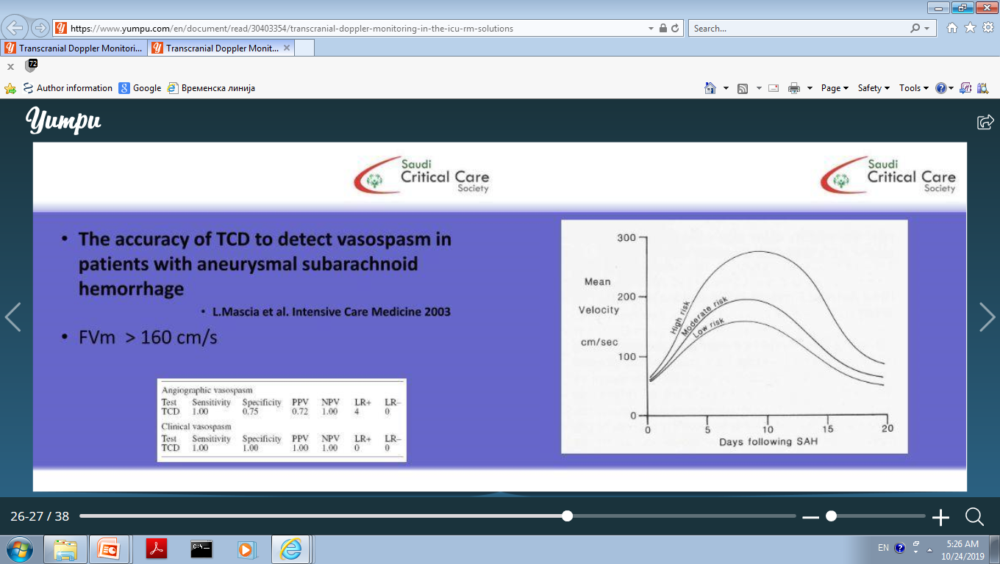 https://www.yumpu.com/en/document/read/30403354/transcranial-doppler-monitoring-in-the-icu-rm-solutions
Search...
Transcranial Doppler Monitori...
Transcranial Doppler Monit...
x
72
Author information
Google
Временска линија
Page
Safety
Tools
Yumpu
Saudi
Critical Care
Society
Saudi
Critical Care
Society
• The accuracy of TCD to detect vasospasm in
patients with aneurysmal subarachnoid
hemorrhage
• L.Mascia et al. Intensive Care Medicine 2003
• FVm > 160 cm/s
Angiographic vasospasm
Test Sensitivity Specificity PPV NPV LR+ LR–
TCD 1.00 0.75 0.72 1.00 4 0
Clinical vasospasm
Test Sensitivity Specificity PPV NPV LR+ LR–
TCD 1.00 1.00 1.00 1.00 0 0
300
Mean
200
Velocity
cm/sec
100
0
High risk
Moderate risk
Low risk
0 5 10 15 20
Days following SAH
26-27 / 38
C:\_
EN
5:26 AM
10/24/2019